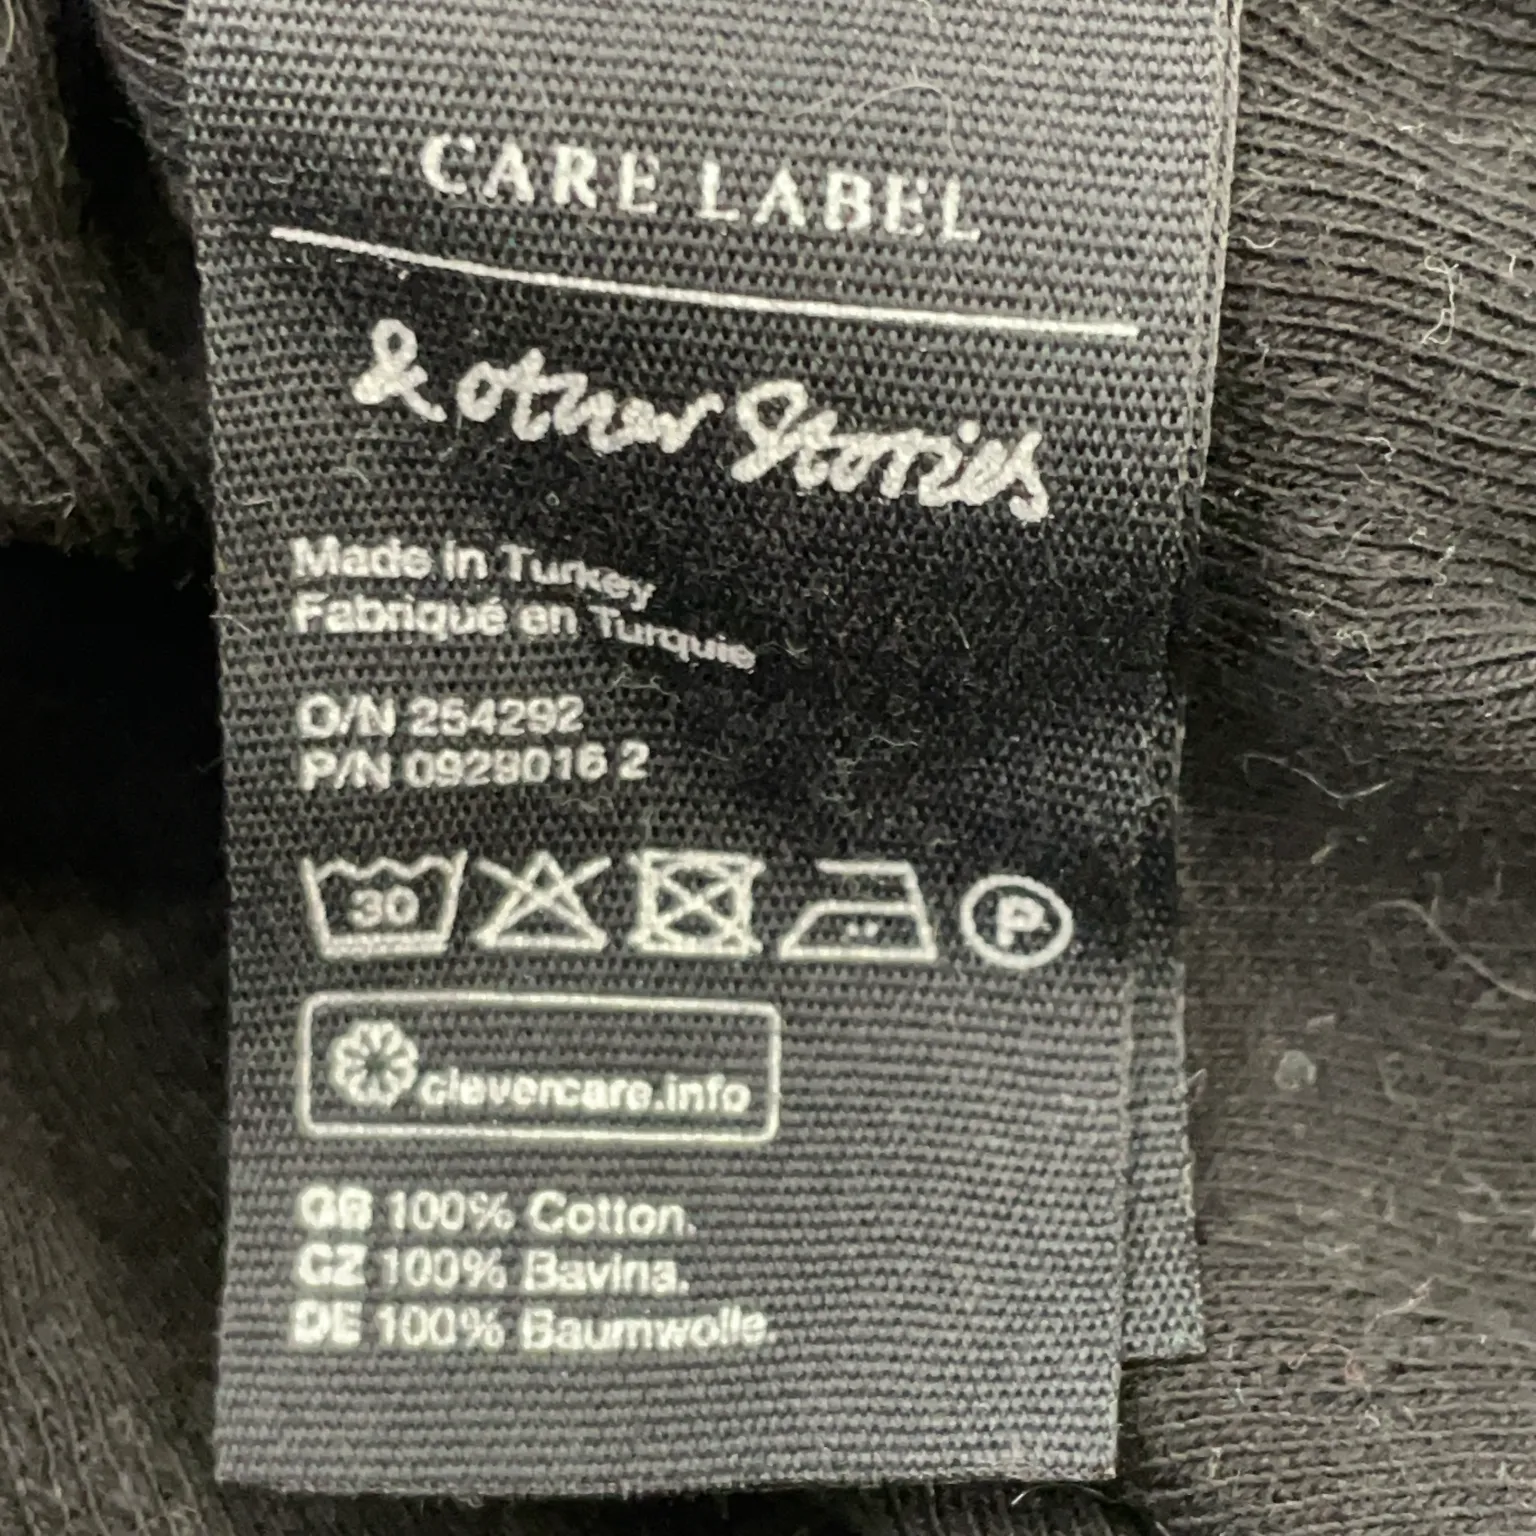 CARE LABEL
& other Stories
Made in Turkey
Fabriqué en Turquie
O/N 254292
P/N 0929016 2
30
P
clevercare.info
GB 100% Cotton.
CZ 100% Bavlna.
DE 100% Baumwolle.